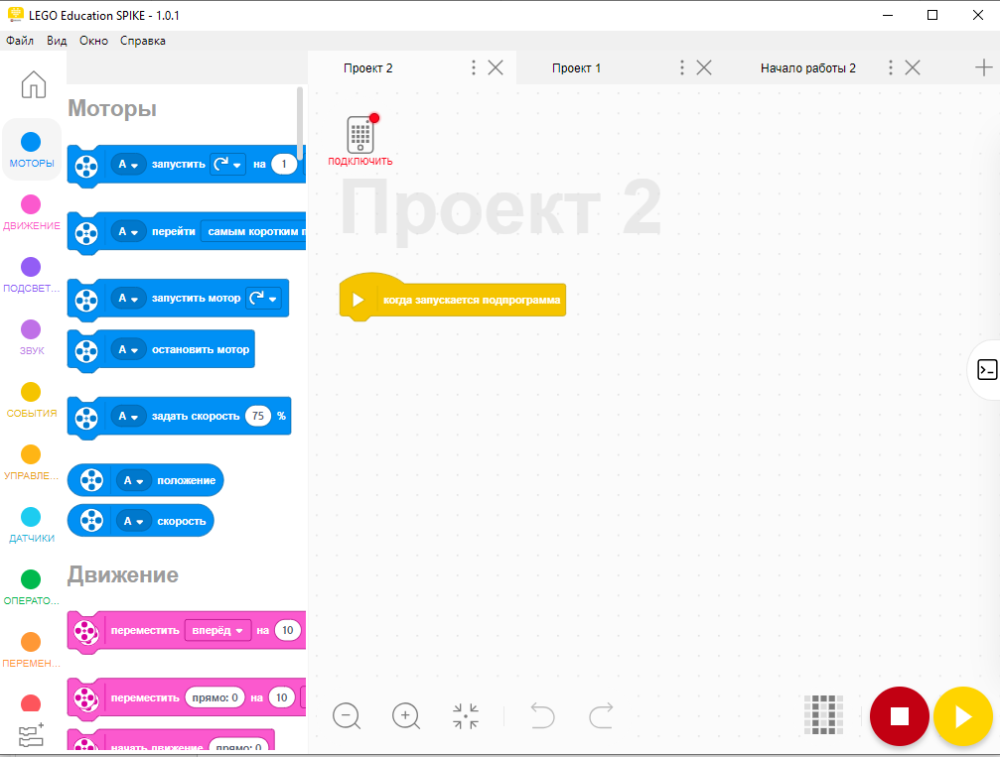 LEGO Education SPIKE - 1.0.1
Файл Вид Окно Справка
Проект 2
Проект 1
Начало работы 2
МОТОРЫ
ДВИЖЕНИЕ
ПОДСВЕТ...
ЗВУК
СОБЫТИЯ
УПРАВЛЕ...
ДАТЧИКИ
ОПЕРАТО...
ПЕРЕМЕН...
Моторы
A запустить на 1
A перейти самым коротким п
A запустить мотор
A остановить мотор
A задать скорость 75 %
A положение
A скорость
Движение
переместить вперёд на 10
переместить прямо: 0 на 10
начать движение прямо: 0
ПОДКЛЮЧИТЬ
Проект 2
когда запускается подпрограмма
0